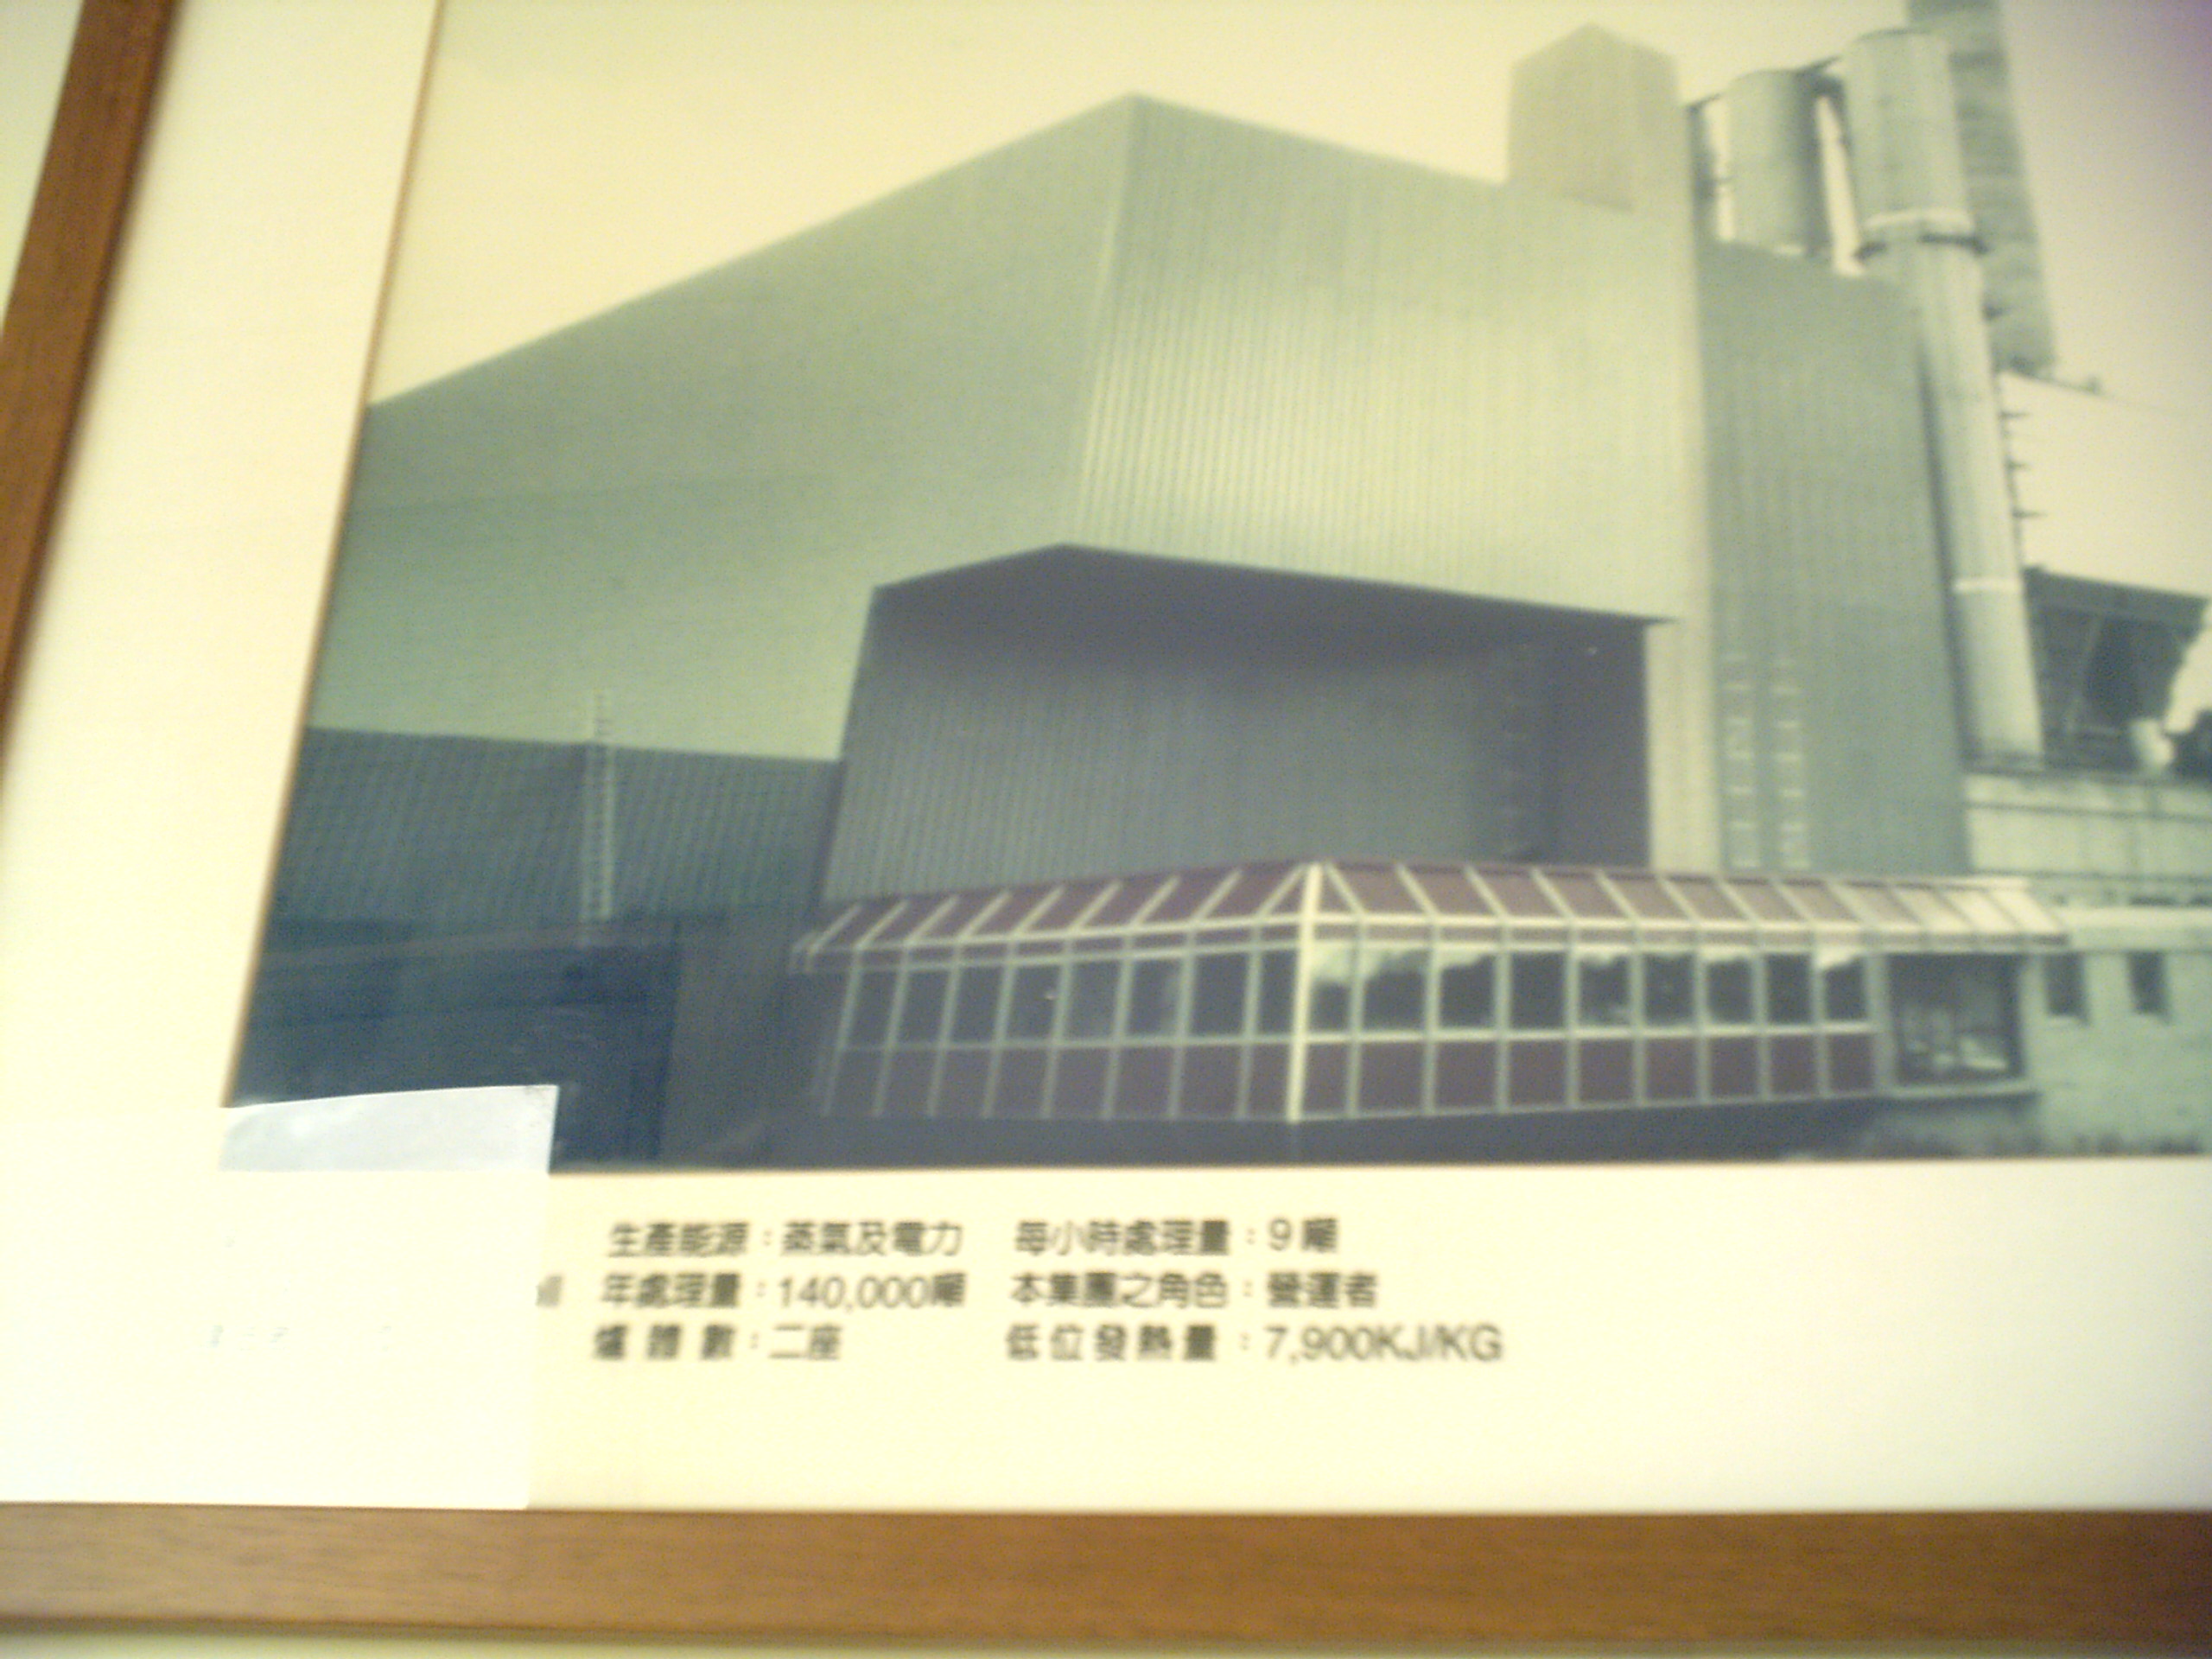 生產能源：蒸氣及電力　每小時處理量：9 噸
年處理量：140,000噸　本集團之角色：營運者
爐 體 數：二座　低 位 發 熱 量 ：7,900KJ/KG